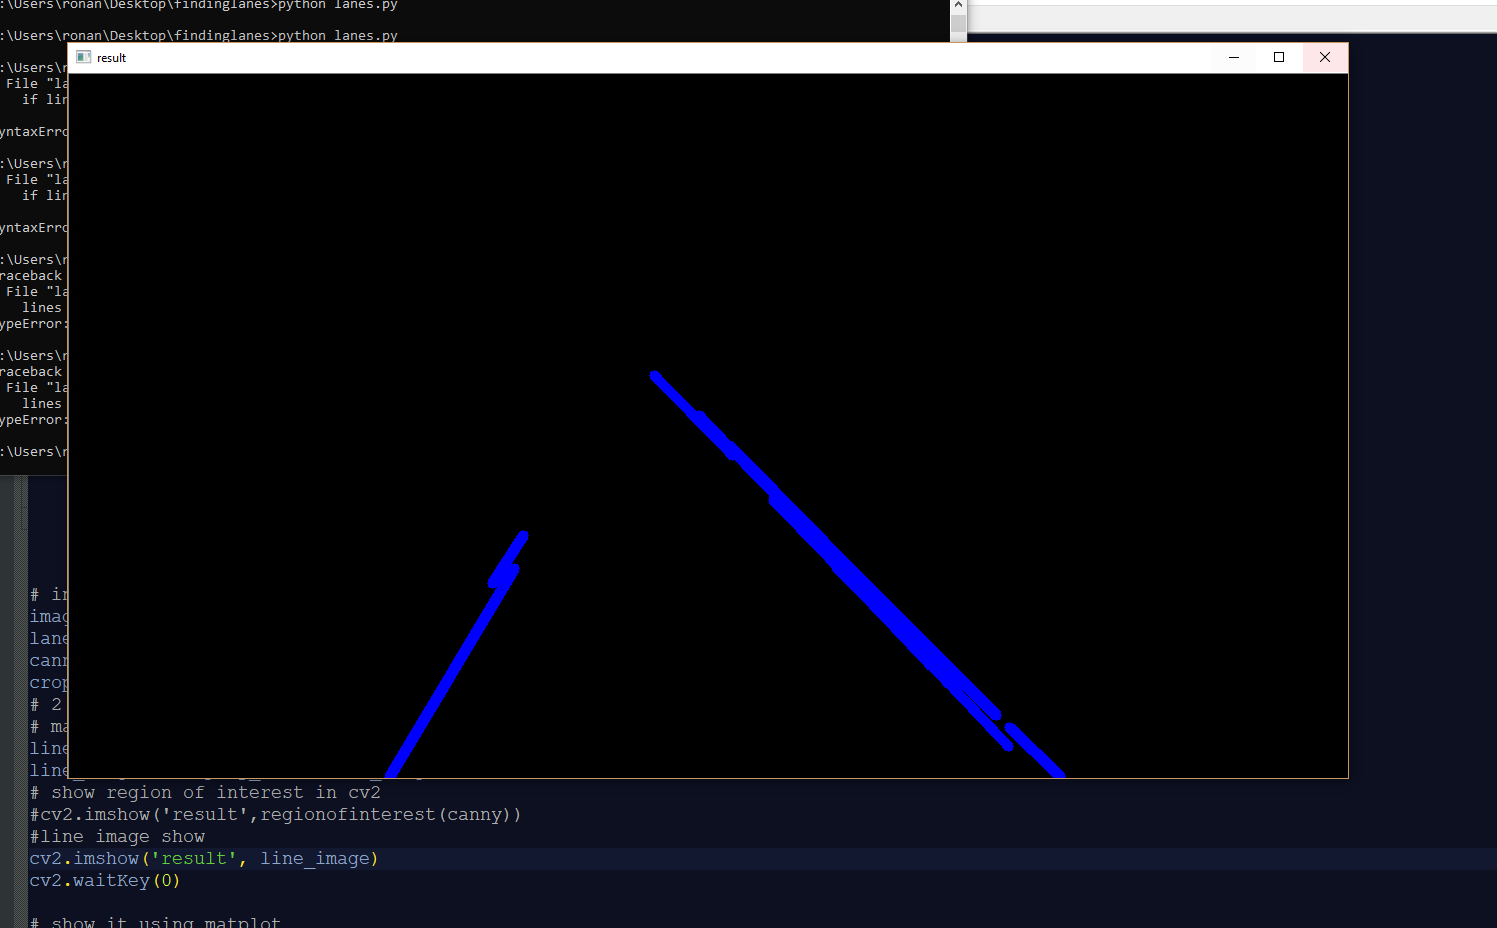 :\Users\ronan\Desktop\findinglanes>python lanes.py
:\Users\ronan\Desktop\findinglanes>python lanes.py
result
:\Users\r
File "la
if lin
yntaxErro
:\Users\r
File "la
if lin
yntaxErro
:\Users\r
raceback
File "la
lines
ypeError:
:\Users\r
raceback
File "la
lines
ypeError:
:\Users\r
# i
imag
lane
cann
crop
# 2
# ma
line
line
# show region of interest in cv2
#cv2.imshow('result',regionofinterest(canny))
#line image show
cv2.imshow('result', line_image)
cv2.waitKey(0)
# show it using matplot